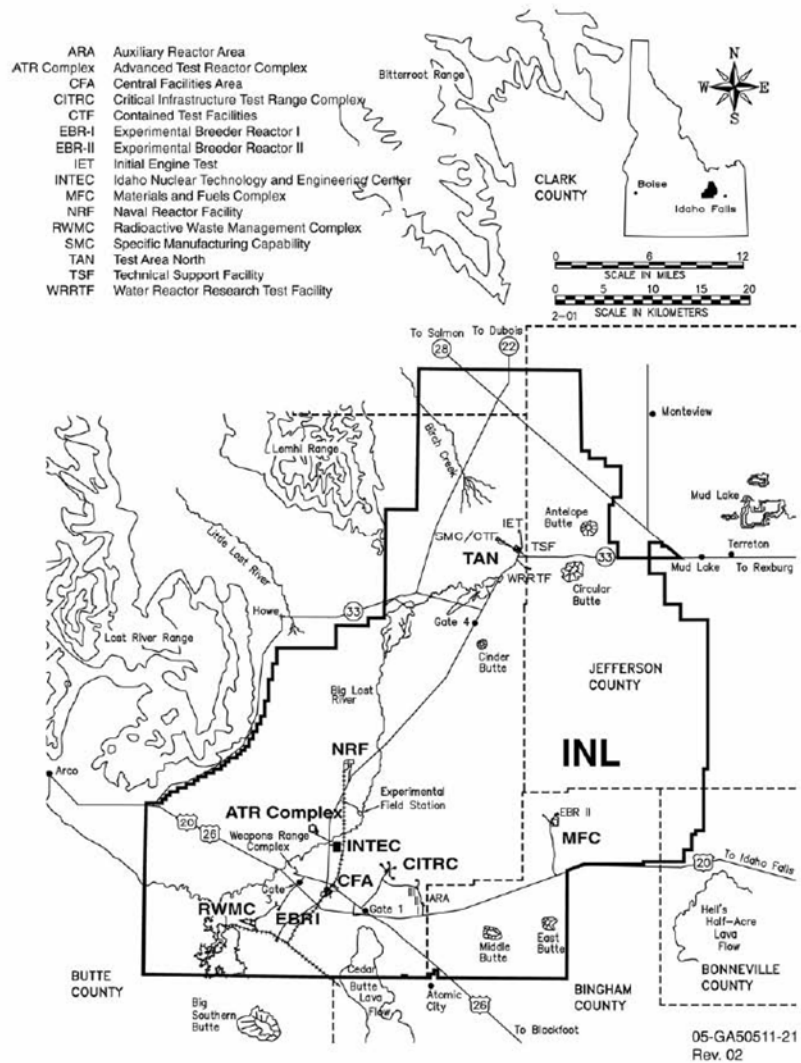 ARA Auxiliary Reactor Area
ATR Complex Advanced Test Reactor Complex
CFA Central Facilities Area
CITRC Critical Infrastructure Test Range Complex
CTF Contained Test Facilities
EBR-I Experimental Breeder Reactor I
EBR-II Experimental Breeder Reactor II
IET Initial Engine Test
INTEC Idaho Nuclear Technology and Engineering Center
MFC Materials and Fuels Complex
NRF Naval Reactor Facility
RWMC Radioactive Waste Management Complex
SMC Specific Manufacturing Capability
TAN Test Area North
TSF Technical Support Facility
WRRTF Water Reactor Research Test Facility
Bitterroot Range
CLARK
COUNTY
N
W E
S
Boise
Idaho Falls
0 6 12
SCALE IN MILES
0 5 10 15 20
SCALE IN KILOMETERS
2-01
To Salmon
28
To Dubois
22
Monteview
Lemhi Range
Birch Creek
Mud Lake
Antelope
Butte
IET
SMC/CTF
TSF
TAN
33
Terreton
Mud Lake
To Rexburg
WRRTF
Circular
Butte
Little Lost River
Howe
33
Gate 4
Lost River Range
Cinder
Butte
JEFFERSON
COUNTY
Big Lost
River
INL
NRF
Arco
Experimental
Field Station
EBR II
MFC
ATR Complex
20
26
Weapons Range
Complex
INTEC
CITRC
20
To Idaho Falls
CFA
Gate
3
RWMC
EBRI
Gate 1
ARA
Hell's
Half-Acre
Lava
Flow
Middle
Butte
East
Butte
BONNEVILLE
COUNTY
BUTTE
COUNTY
Cedar
Butte
Lava
Flow
Atomic
City
BINGHAM
COUNTY
Big
Southern
Butte
26
To Blackfoot
05-GA50511-21
Rev. 02